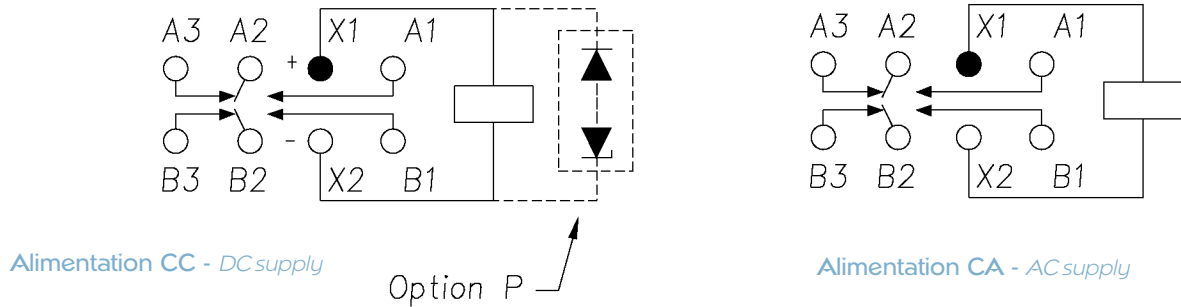 A3 A2 X1 A1
+
-
B3 B2 X2 B1
Alimentation CC - DC supply
Option P
A3 A2 X1 A1
B3 B2 X2 B1
Alimentation CA - AC supply